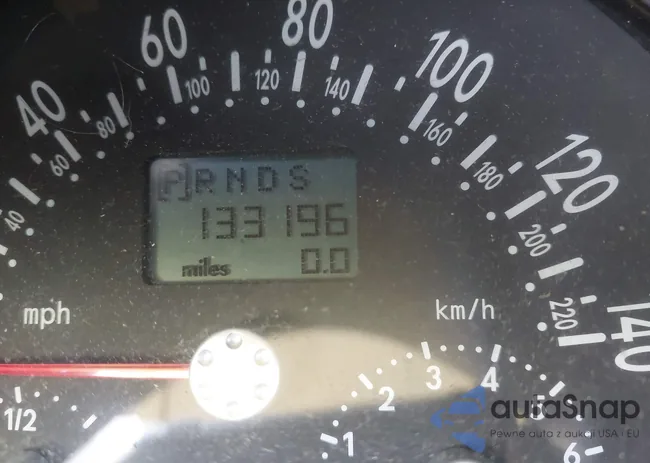 60 80
40 100
100 120 140
80 160
60 180
120
40 200
220
140
[P] R N D S
133196
miles 0.0
mph km/h
1/2
1 2 3 4 5 6
autaSnap
Pewne auta z aukcji USA i EU